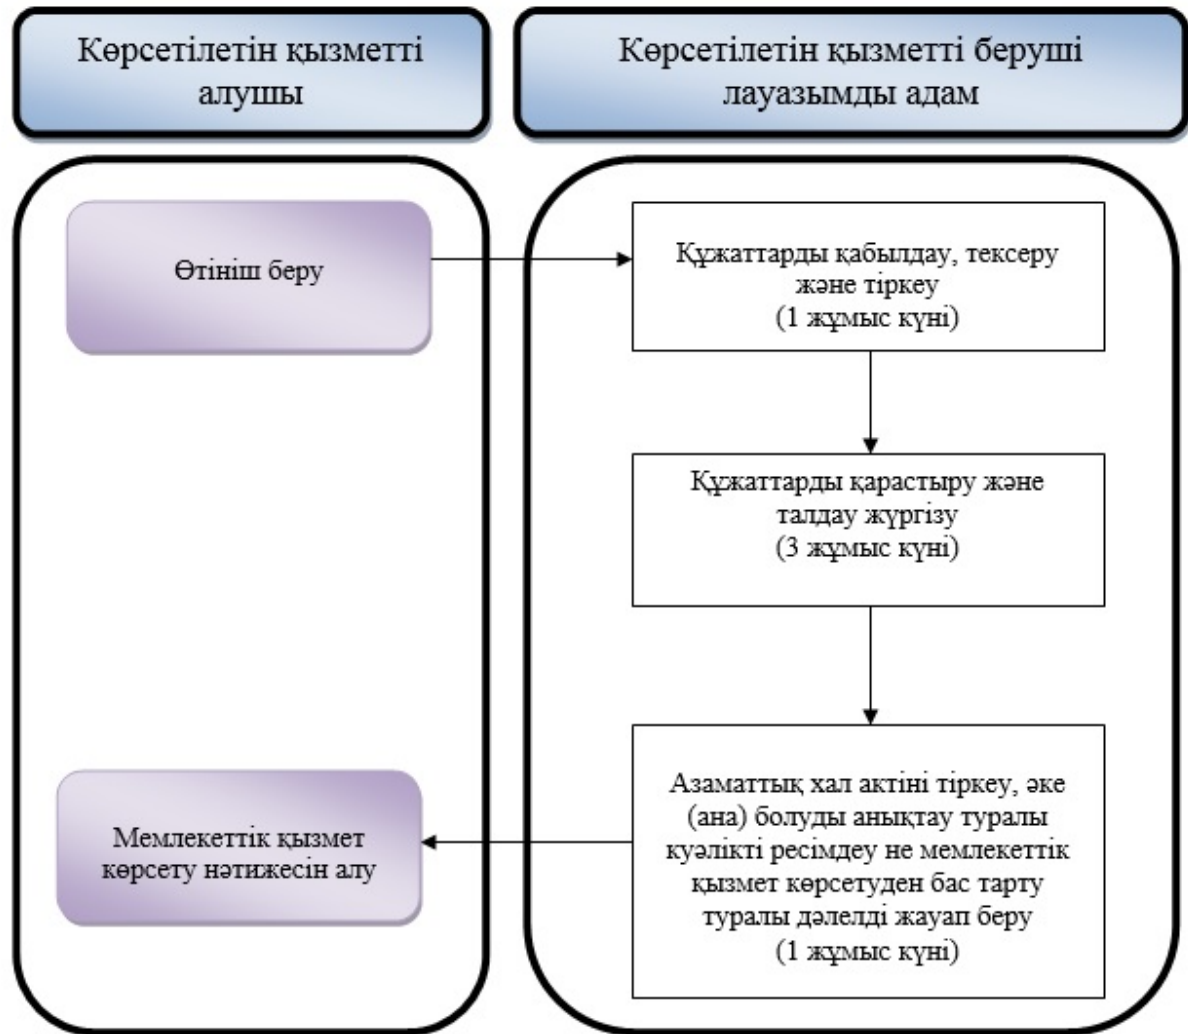 Көрсетілетін қызметті
алушы
Көрсетілетін қызметті беруші
лауазымды адам
Өтініш беру
Құжаттарды қабылдау, тексеру
және тіркеу
(1 жұмыс күні)
Құжаттарды қарастыру және
талдау жүргізу
(3 жұмыс күні)
Азаматтық хал актіні тіркеу, әке
(ана) болуды анықтау туралы
куәлікті ресімдеу не мемлекеттік
қызмет көрсетуден бас тарту
туралы дәлелді жауап беру
(1 жұмыс күні)
Мемлекеттік қызмет
көрсету нәтижесін алу